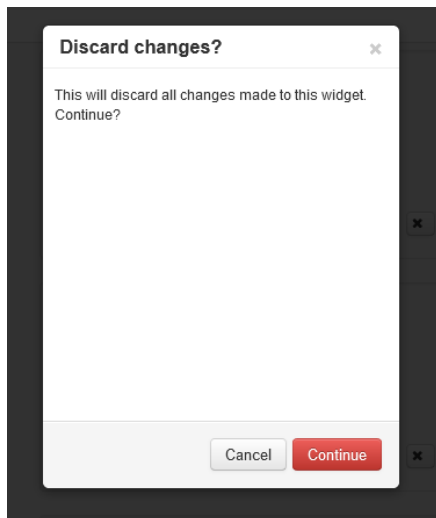 Discard changes?
This will discard all changes made to this widget.
Continue?
Cancel
Continue